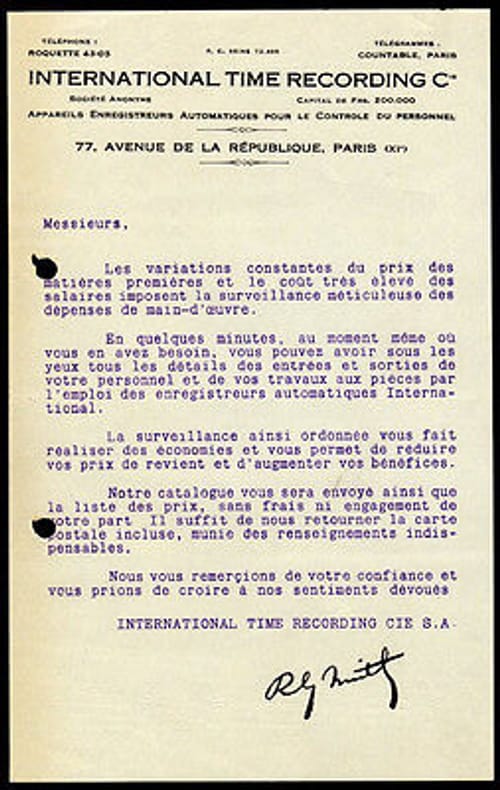 TÉLÉPHONE :
ROQUETTE 43-03
R. C. SEINE
TÉLÉGRAMMES :
COUNTABLE, PARIS
INTERNATIONAL TIME RECORDING Cie
SOCIÉTÉ ANONYME
CAPITAL DE FRS. 200.000
APPAREILS ENREGISTREURS AUTOMATIQUES POUR LE CONTROLE DU PERSONNEL
77, AVENUE DE LA RÉPUBLIQUE, PARIS (XIe)
Messieurs,
Les variations constantes du prix des
matières premières et le coût très élevé des
salaires imposent la surveillance méticuleuse des
dépenses de main-d'œuvre.
En quelques minutes, au moment même où
vous en avez besoin, vous pouvez avoir sous les
yeux tous les détails des entrées et sorties de
votre personnel et de vos travaux aux pièces par
l'emploi des enregistreurs automatiques Interna-
tional.
La surveillance ainsi ordonnée vous fait
réaliser des économies et vous permet de réduire
vos prix de revient et d'augmenter vos bénéfices.
Notre catalogue vous sera envoyé ainsi que
la liste des prix, sans frais ni engagement de
votre part Il suffit de nous retourner la carte
postale incluse, munie des renseignements indis-
pensables.
Nous vous remerçions de votre confiance et
vous prions de croire à nos sentiments dévoués
INTERNATIONAL TIME RECORDING CIE S.A.